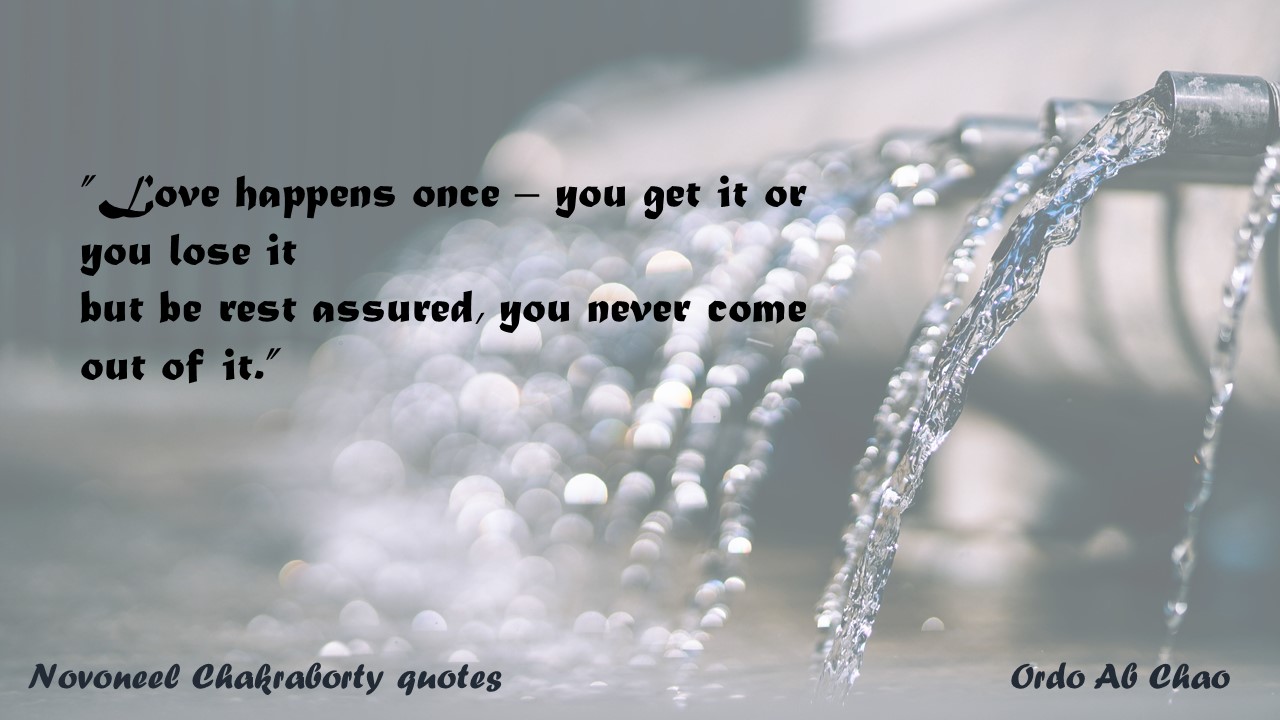 " Love happens once – you get it or
you lose it
but be rest assured, you never come
out of it."
Novoneel Chakraborty quotes
Ordo Ab Chao